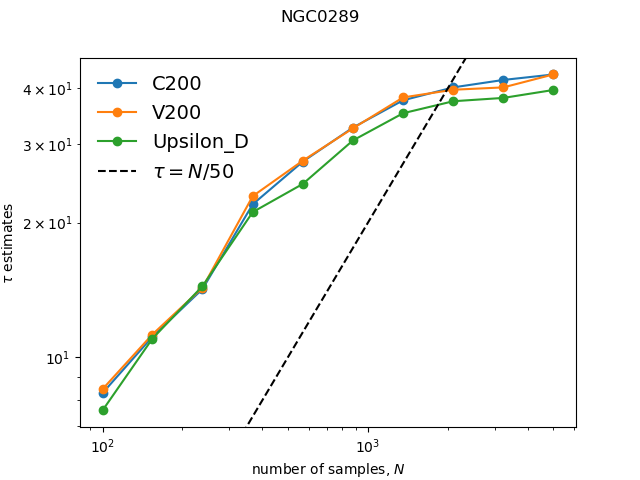 NGC0289
C200
V200
Upsilon_D
τ = N/50
4 × 10¹
3 × 10¹
2 × 10¹
10¹
τ estimates
10² 10³
number of samples, N